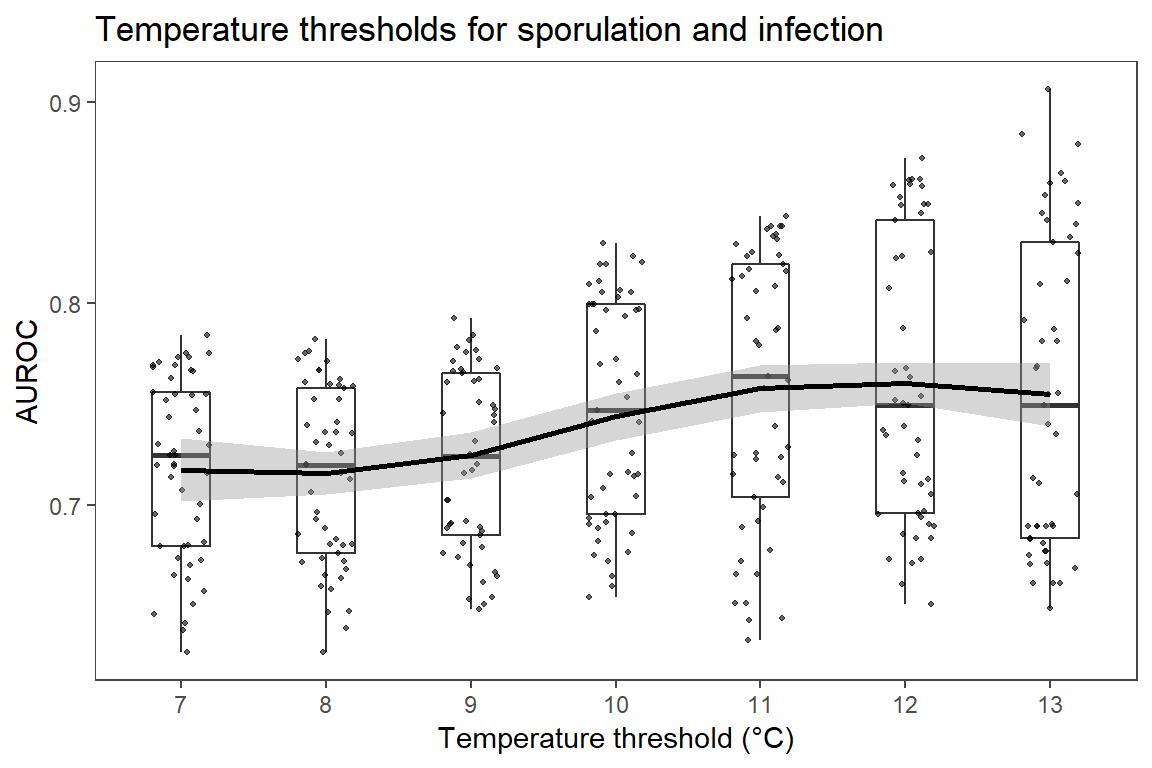 Temperature thresholds for sporulation and infection
0.9
0.8
0.7
AUROC
7 8 9 10 11 12 13
Temperature threshold (°C)